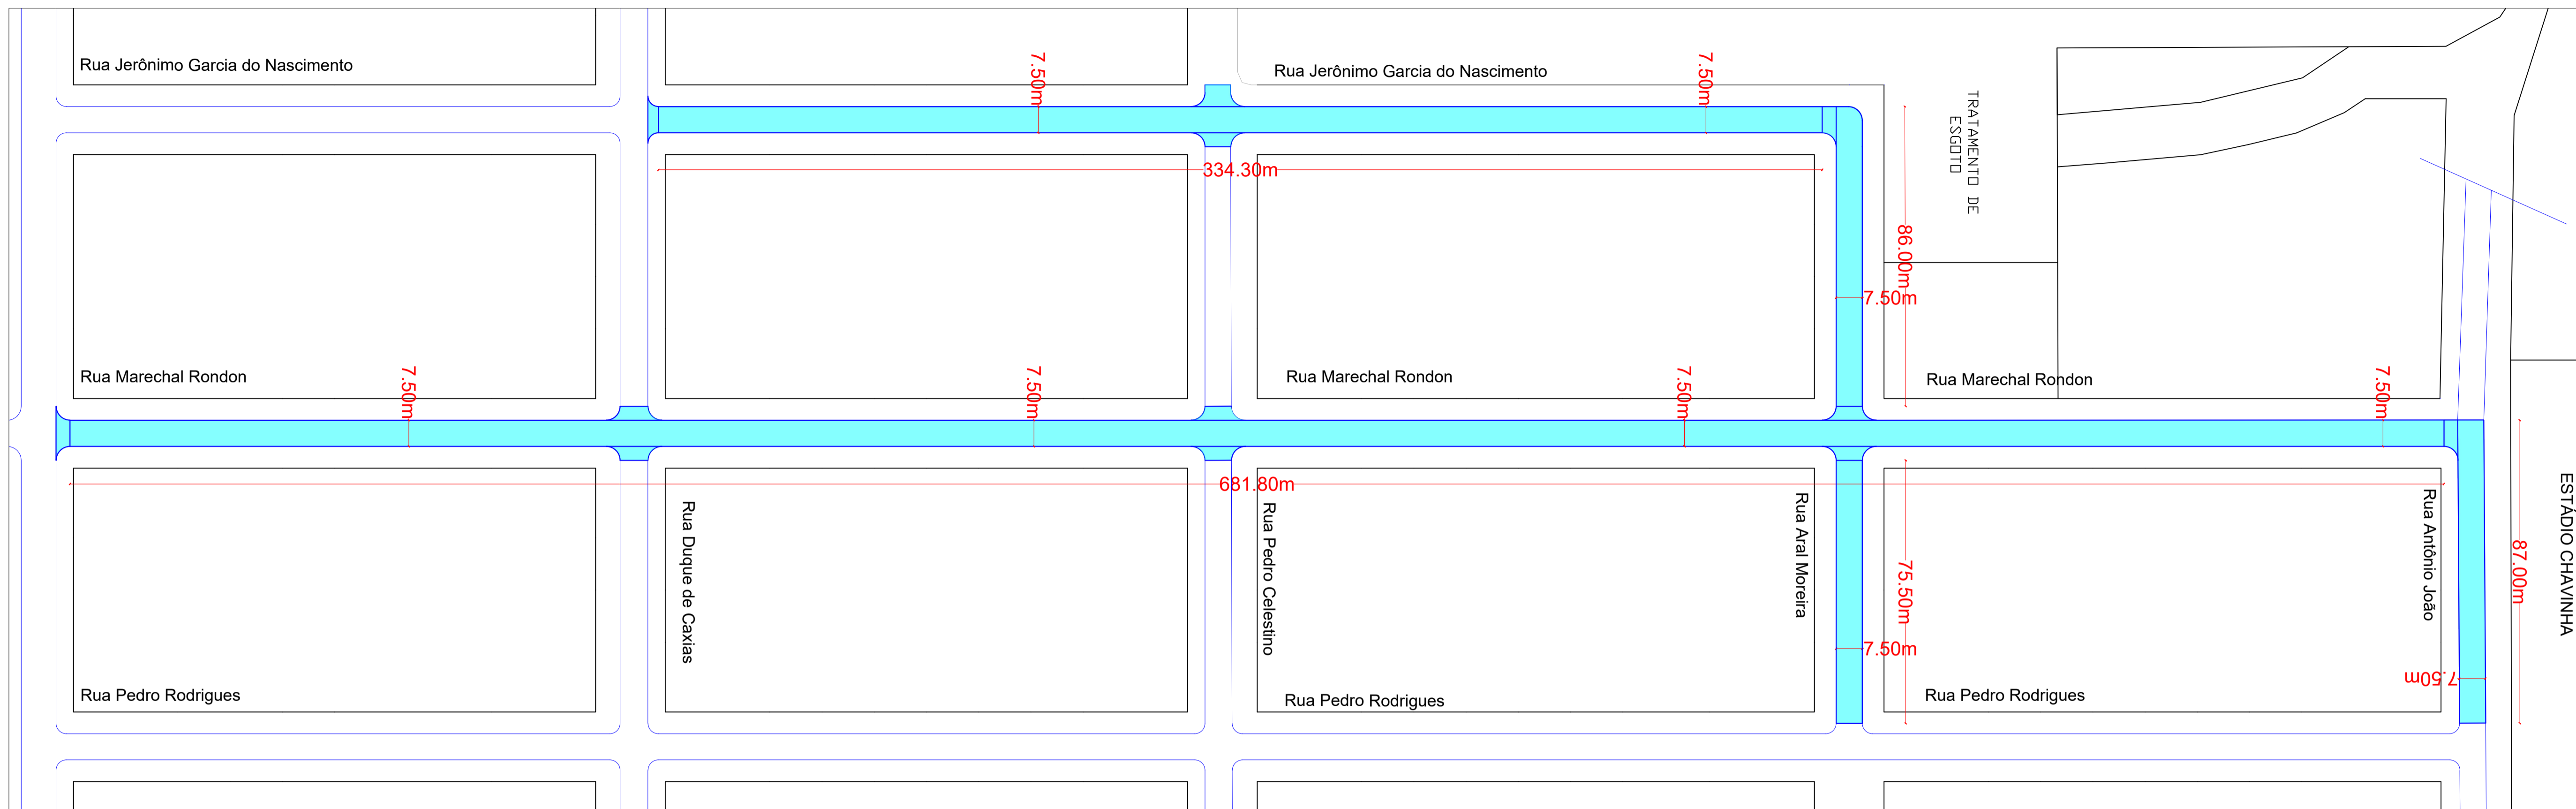 Rua Jerônimo Garcia do Nascimento
7.50m
Rua Jerônimo Garcia do Nascimento
7.50m
TRATAMENTO DE
ESGOTO
334.30m
86.00m
7.50m
Rua Marechal Rondon
7.50m
7.50m
Rua Marechal Rondon
7.50m
Rua Marechal Rondon
7.50m
681.80m
Rua Duque de Caxias
Rua Pedro Celestino
Rua Aral Moreira
75.50m
7.50m
Rua Antônio João
87.00m
ESTÁDIO CHAVINHA
7.50m
Rua Pedro Rodrigues
Rua Pedro Rodrigues
Rua Pedro Rodrigues